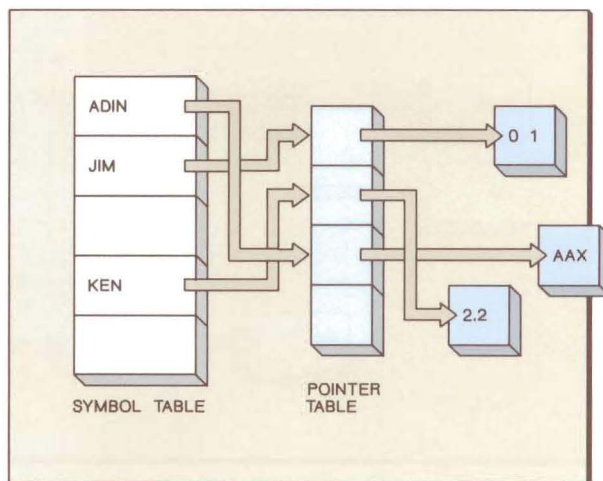 ADIN
JIM
KEN
SYMBOL TABLE
POINTER
TABLE
0 1
AAX
2.2